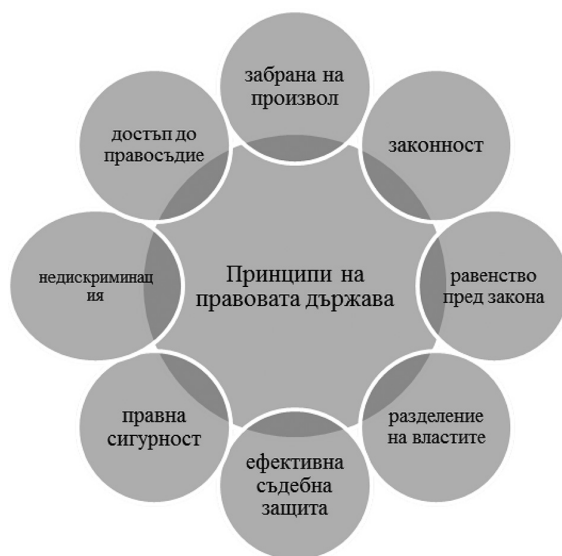 забрана на
произвол
законност
равенство
пред закона
разделение
на властите
ефективна
съдебна
защита
правна
сигурност
недискриминац
ия
достъп до
правосъдие
Принципи на
правовата държава